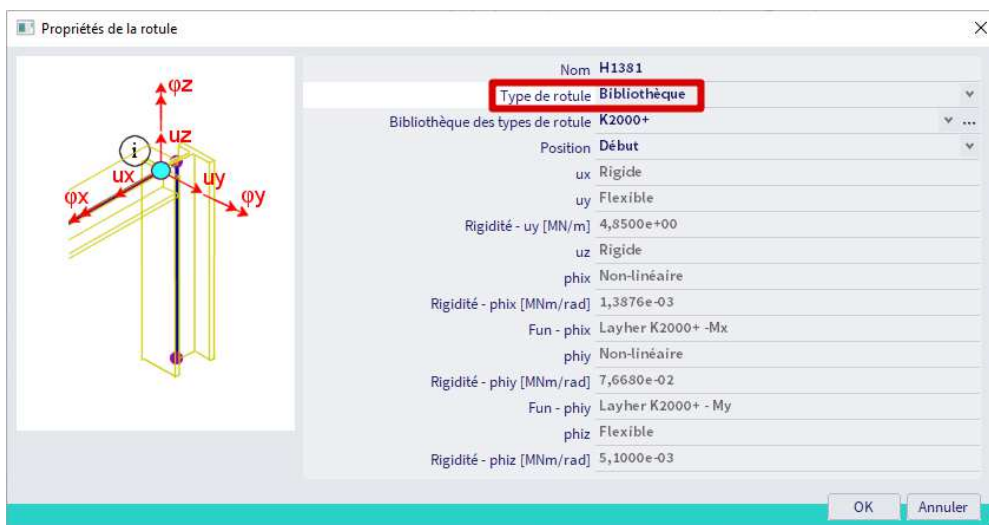 Propriétés de la rotule
φz
uz
i
ux
uy
φx
φy
Nom H1381
Type de rotule Bibliothèque
Bibliothèque des types de rotule K2000+ ...
Position Début
ux Rigide
uy Flexible
Rigidité - uy [MN/m] 4,8500e+00
uz Rigide
phix Non-linéaire
Rigidité - phix [MNm/rad] 1,3876e-03
Fun - phix Layher K2000+ -Mx
phiy Non-linéaire
Rigidité - phiy [MNm/rad] 7,6680e-02
Fun - phiy Layher K2000+ - My
phiz Flexible
Rigidité - phiz [MNm/rad] 5,1000e-03
OK Annuler